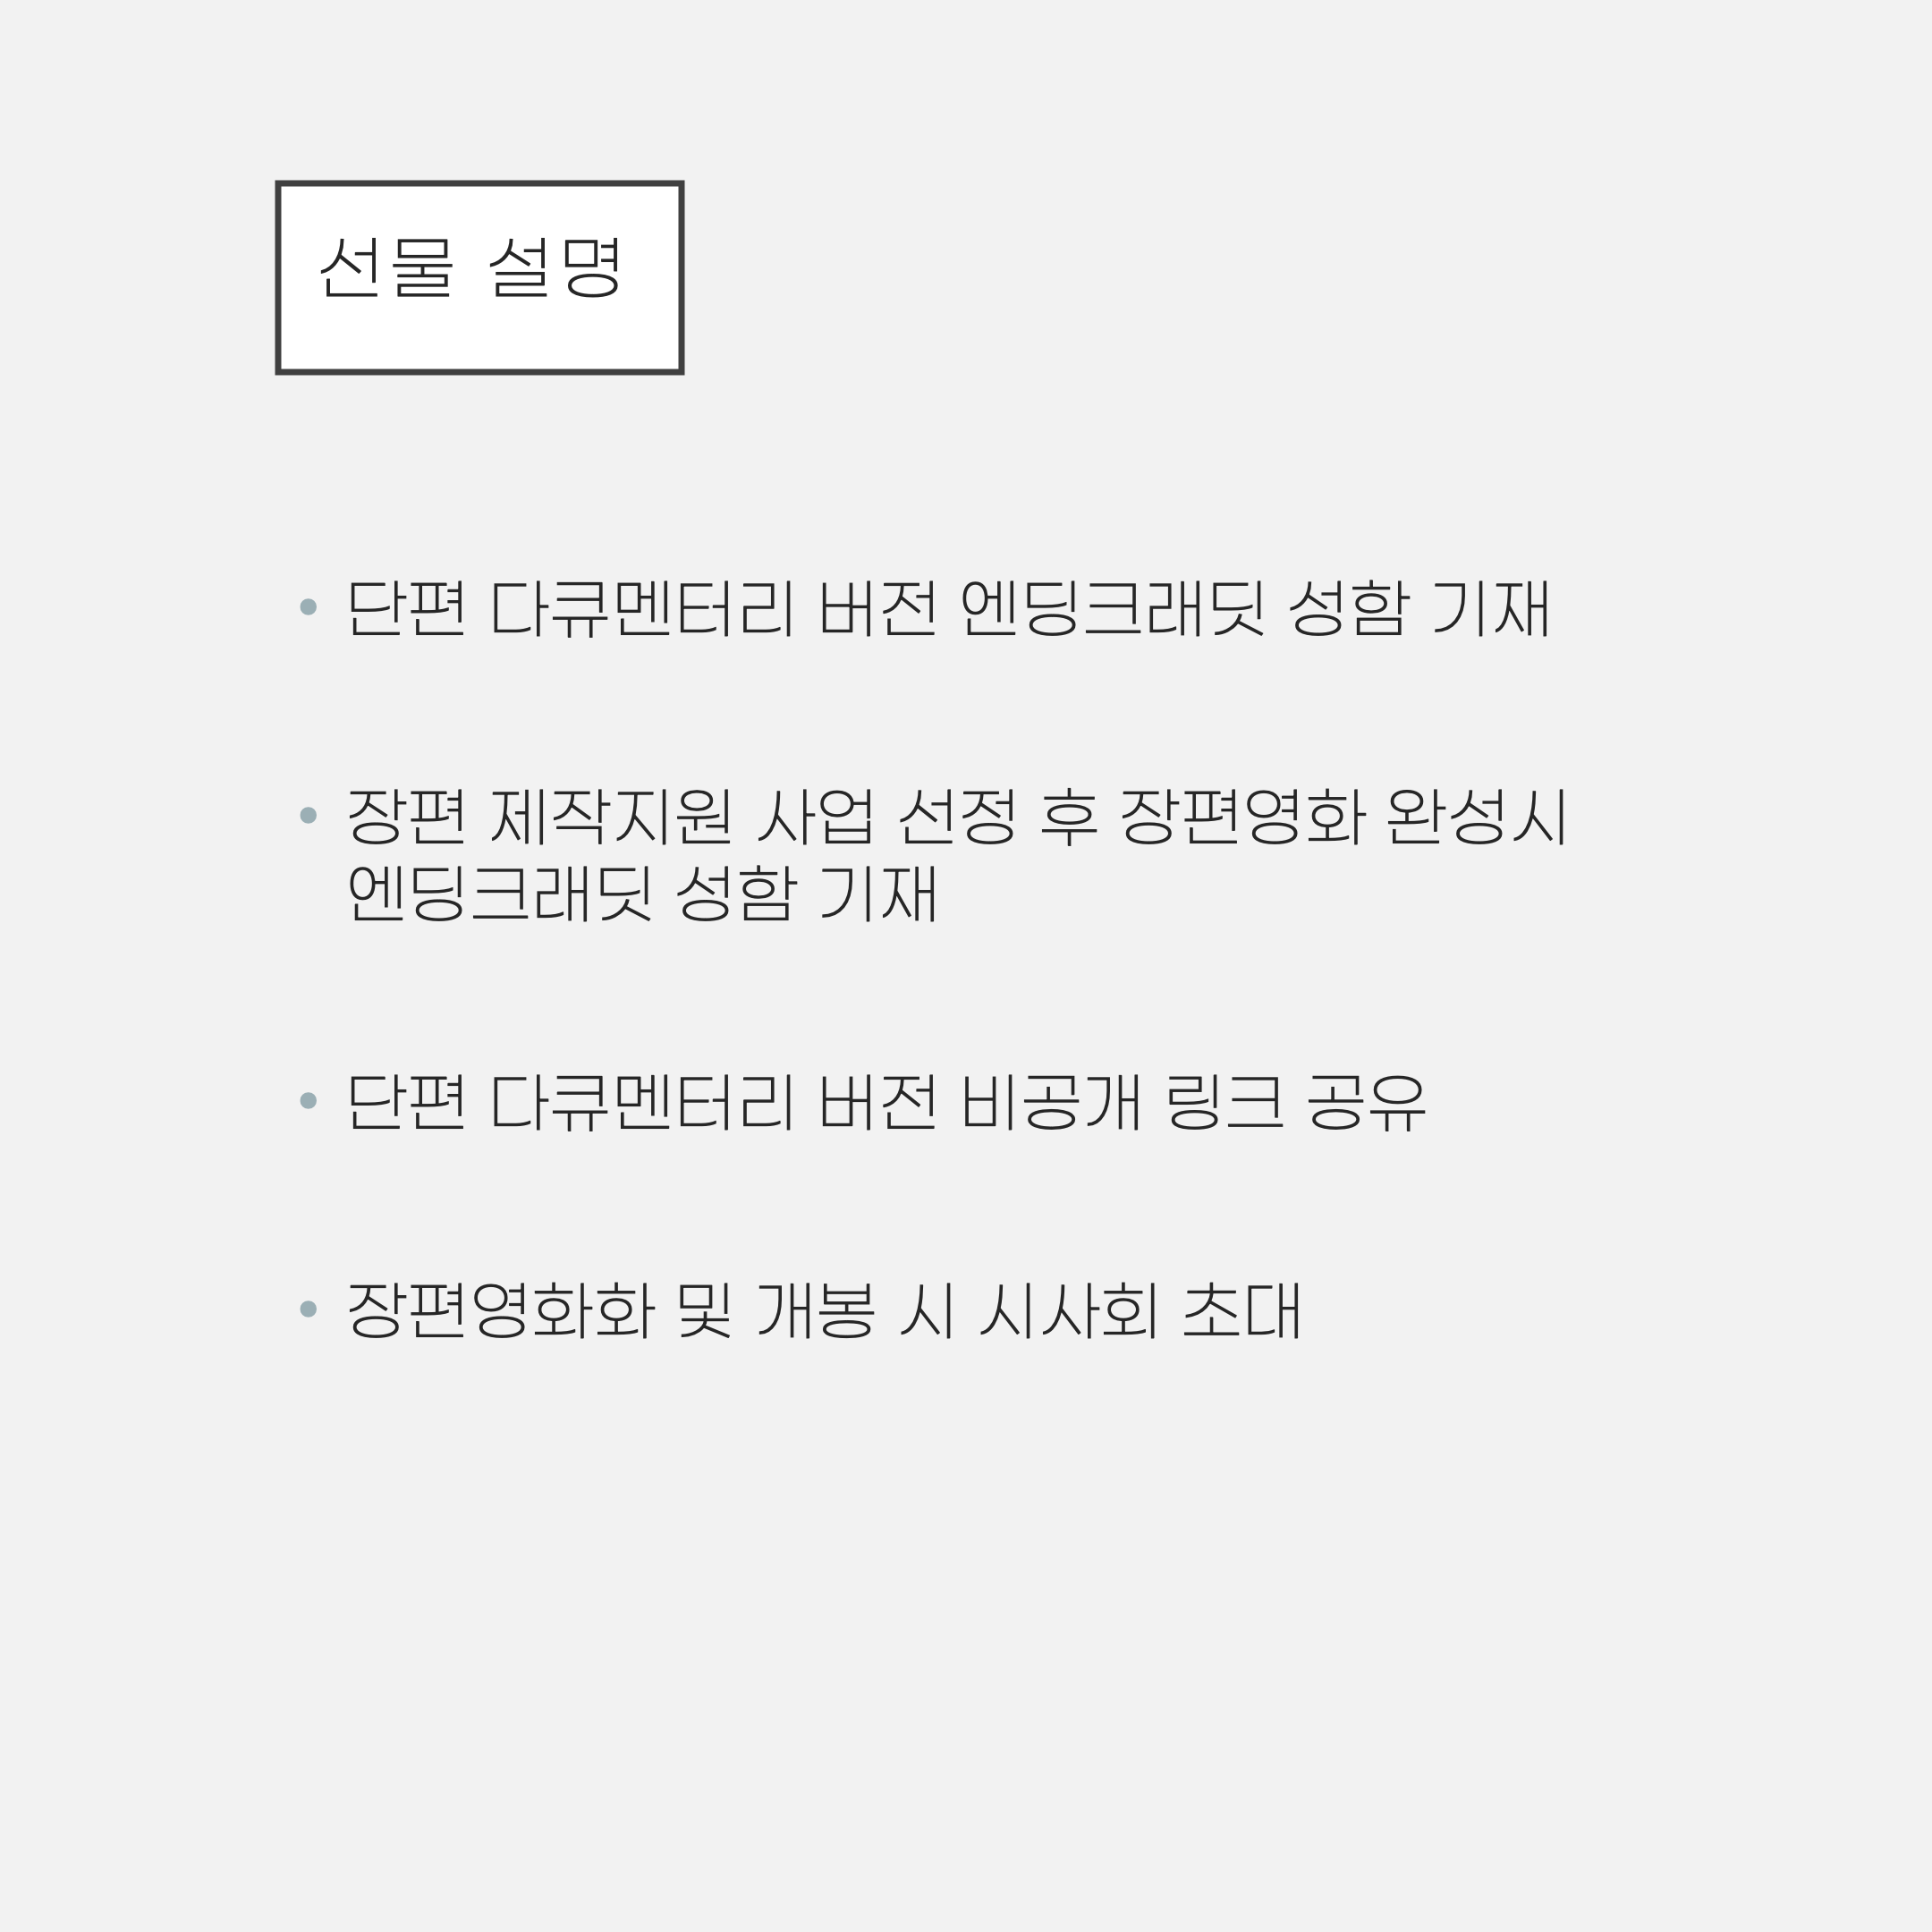 선물 설명
단편 다큐멘터리 버전 엔딩크래딧 성함 기재
장편 제작지원 사업 선정 후 장편영화 완성시
엔딩크래딧 성함 기재
단편 다큐멘터리 버전 비공개 링크 공유
장편영화화 및 개봉 시 시사회 초대